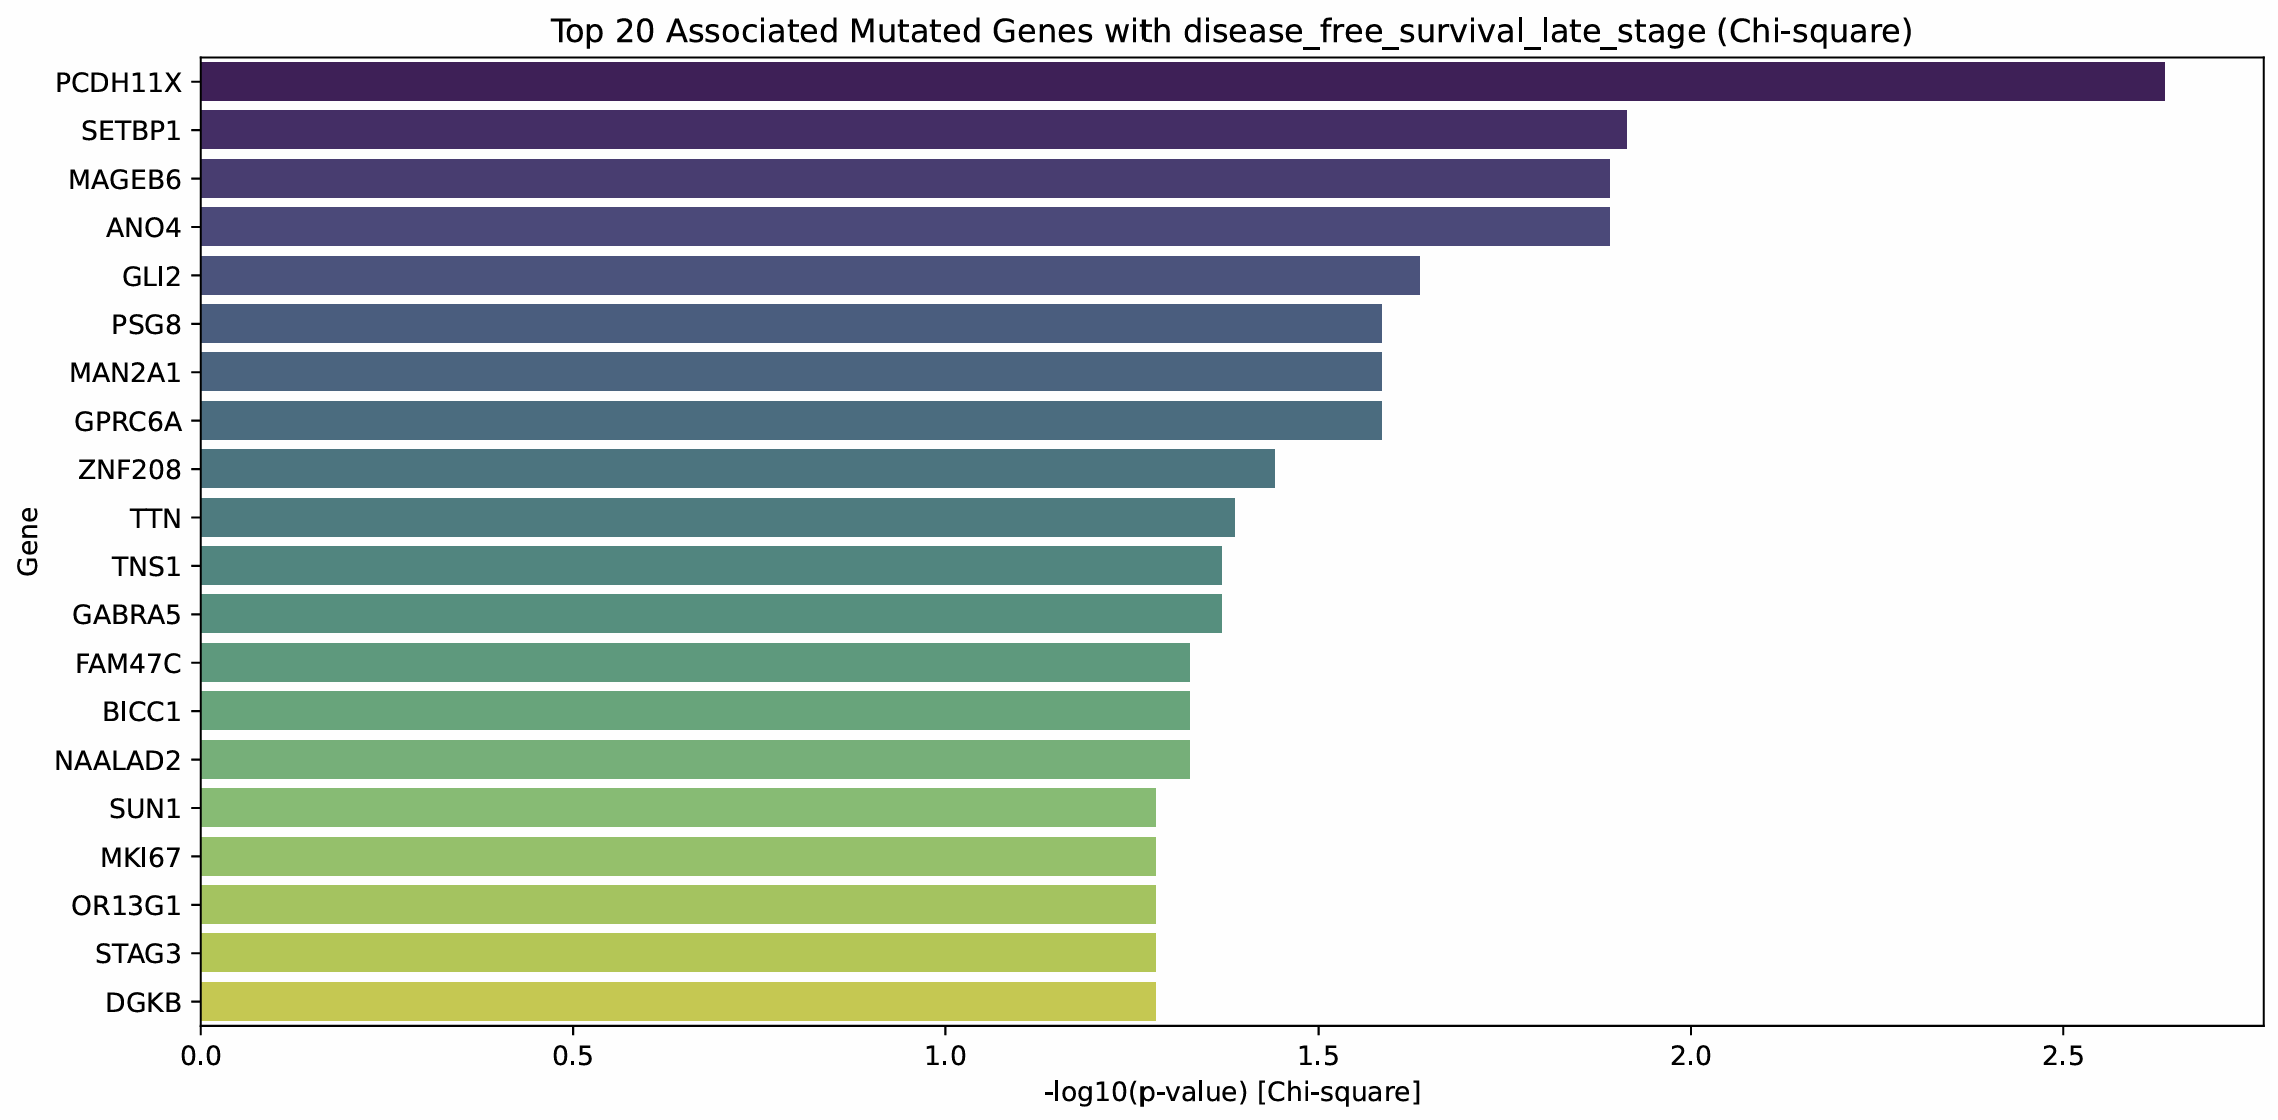 Top 20 Associated Mutated Genes with disease_free_survival_late_stage (Chi-square)
Gene
PCDH11X
SETBP1
MAGEB6
ANO4
GLI2
PSG8
MAN2A1
GPRC6A
ZNF208
TTN
TNS1
GABRA5
FAM47C
BICC1
NAALAD2
SUN1
MKI67
OR13G1
STAG3
DGKB
0.0 0.5 1.0 1.5 2.0 2.5
-log10(p-value) [Chi-square]